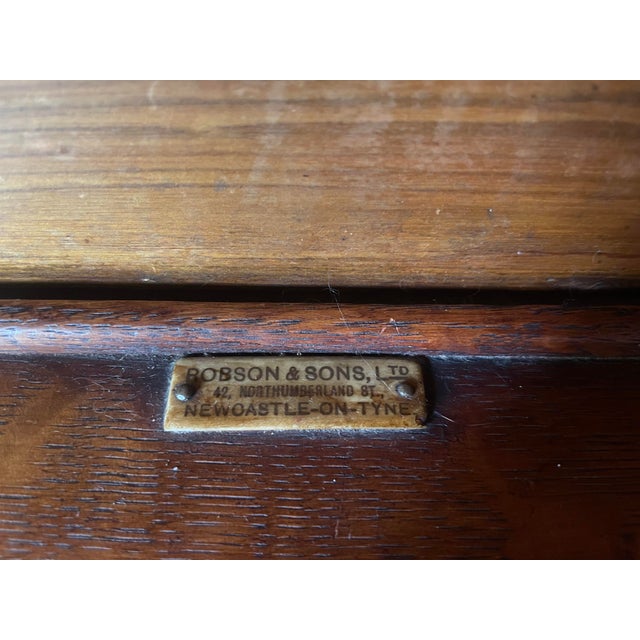 ROBSON & SONS, LTD
42, NORTHUMBERLAND ST.,
NEWCASTLE-ON-TYNE